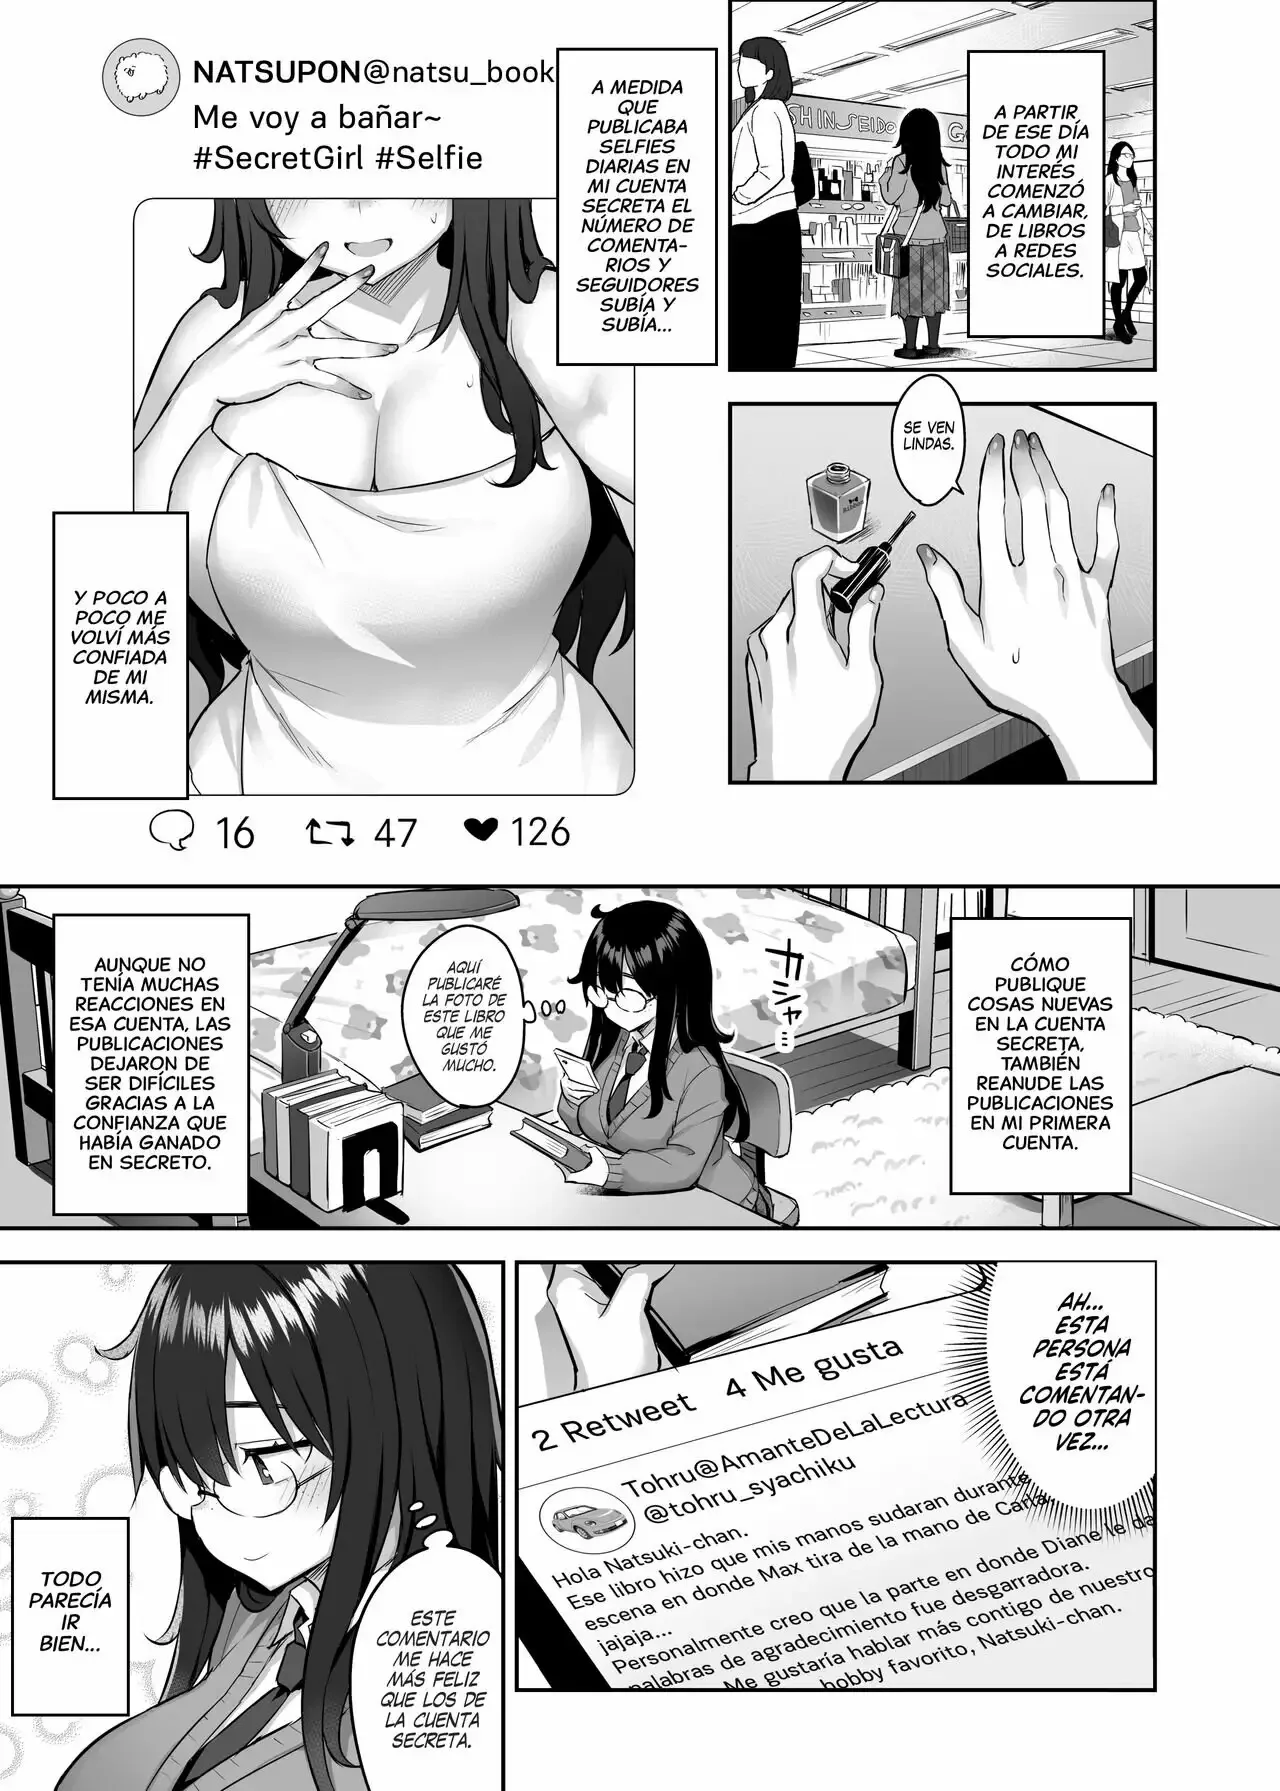 A PARTIR
DE ESE DÍA
TODO MI
INTERÉS
COMENZÓ
A CAMBIAR,
DE LIBROS
A REDES
SOCIALES.
SHINSEIDO
SE VEN
LINDAS.
A MEDIDA
QUE
PUBLICABA
SELFIES
DIARIAS EN
MI CUENTA
SECRETA EL
NÚMERO DE
COMENTA-
RIOS Y
SEGUIDORES
SUBÍA Y
SUBÍA...
NATSUPON@natsu_book
Me voy a bañar~
#SecretGirl #Selfie
Y POCO A
POCO ME
VOLVÍ MÁS
CONFIADA
DE MI
MISMA.
16 47 126
CÓMO
PUBLIQUE
COSAS NUEVAS
EN LA CUENTA
SECRETA,
TAMBIÉN
REANUDE LAS
PUBLICACIONES
EN MI PRIMERA
CUENTA.
カシャ…
AQUÍ
PUBLICARÉ
LA FOTO DE
ESTE LIBRO
QUE ME
GUSTÓ
MUCHO.
AUNQUE NO
TENÍA MUCHAS
REACCIONES EN
ESA CUENTA, LAS
PUBLICACIONES
DEJARON DE
SER DIFÍCILES
GRACIAS A LA
CONFIANZA QUE
HABÍA GANADO
EN SECRETO.
AH...
ESTA
PERSONA
ESTÁ
COMENTAN-
DO OTRA
VEZ...
2 Retweet 4 Me gusta
Tohru@AmanteDeLaLectura
@tohru_syachiku
Hola Natsuki-chan.
Ese libro hizo que mis manos sudaran durante
escena en donde Max tira de la mano de Carla
jajaja...
Personalmente creo que la parte en donde Diane le da
palabras de agradecimiento fue desgarradora.
Me gustaría hablar más contigo de nuestro
hobby favorito, Natsuki-chan.
ESTE
COMENTARIO
ME HACE
MÁS FELIZ
QUE LOS DE
LA CUENTA
SECRETA.
TODO
PARECÍA
IR
BIEN...